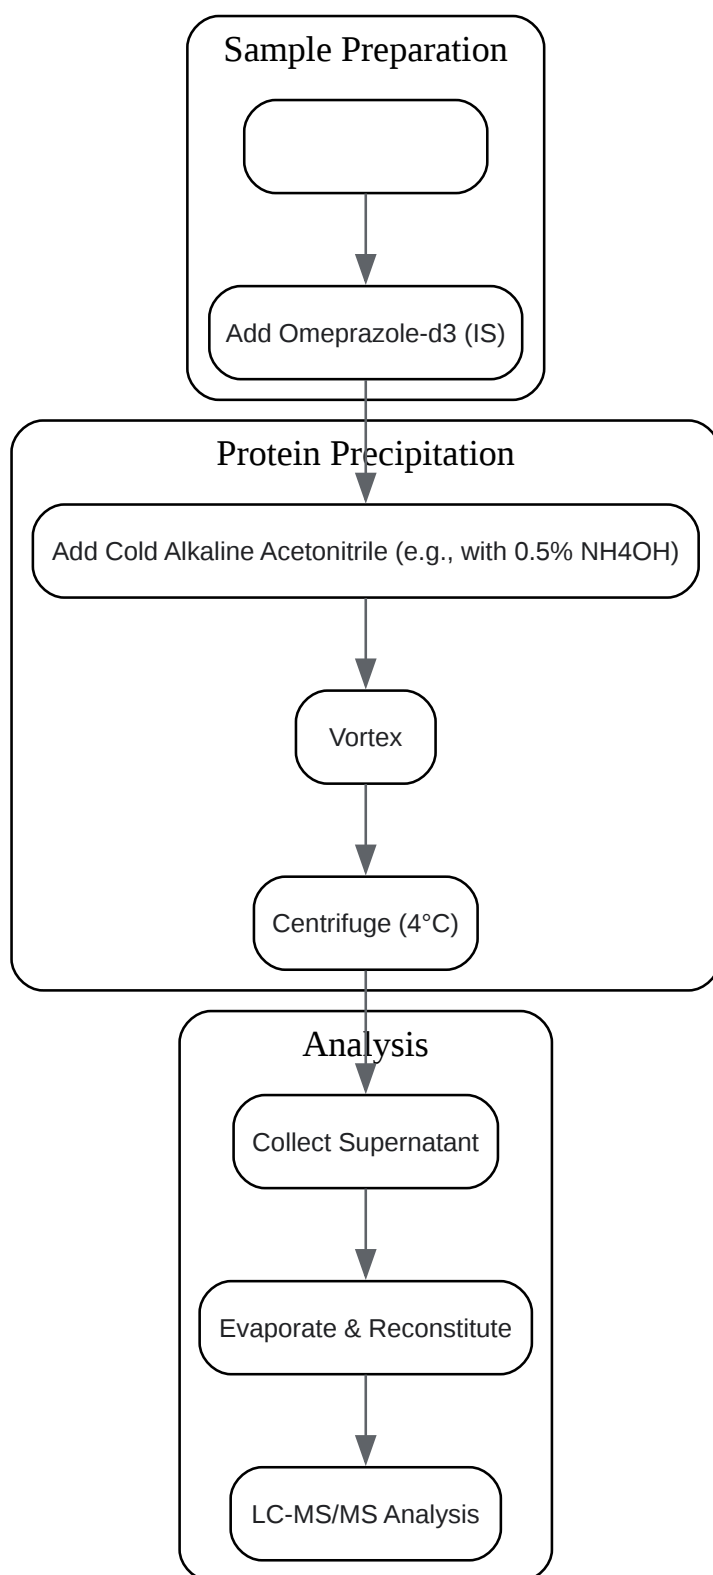 Sample Preparation
Add Omeprazole-d3 (IS)
Protein Precipitation
Add Cold Alkaline Acetonitrile (e.g., with 0.5% NH4OH)
Vortex
Centrifuge (4°C)
Analysis
Collect Supernatant
Evaporate & Reconstitute
LC-MS/MS Analysis